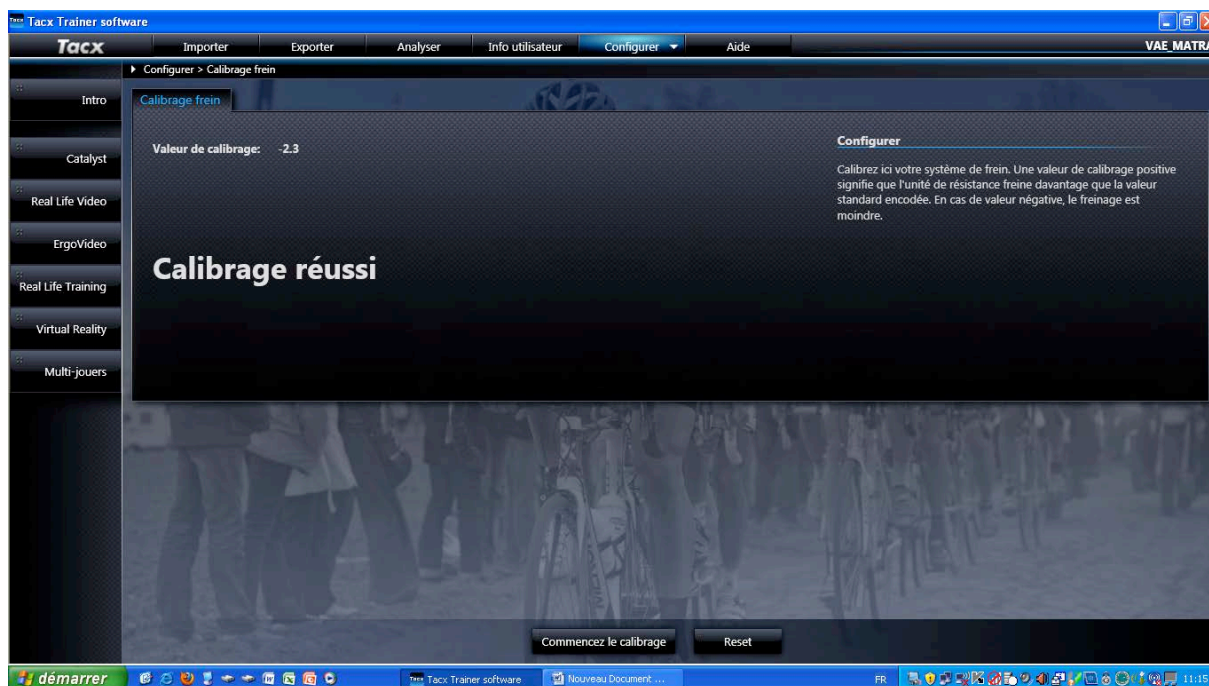 Tacx Trainer software
Tacx Importer Exporter Analyser Info utilisateur Configurer Aide VAE_MATRA
Configurer > Calibrage frein
Intro
Catalyst
Real Life Video
ErgoVideo
Real Life Training
Virtual Reality
Multi-jouers
Calibrage frein
Valeur de calibrage: -2.3
Calibrage réussi
Configurer
Calibrez ici votre système de frein. Une valeur de calibrage positive
signifie que l'unité de résistance freine davantage que la valeur
standard encodée. En cas de valeur négative, le freinage est
moindre.
Commencez le calibrage Reset
démarrer Tacx Trainer software Nouveau Document ... FR 11:15